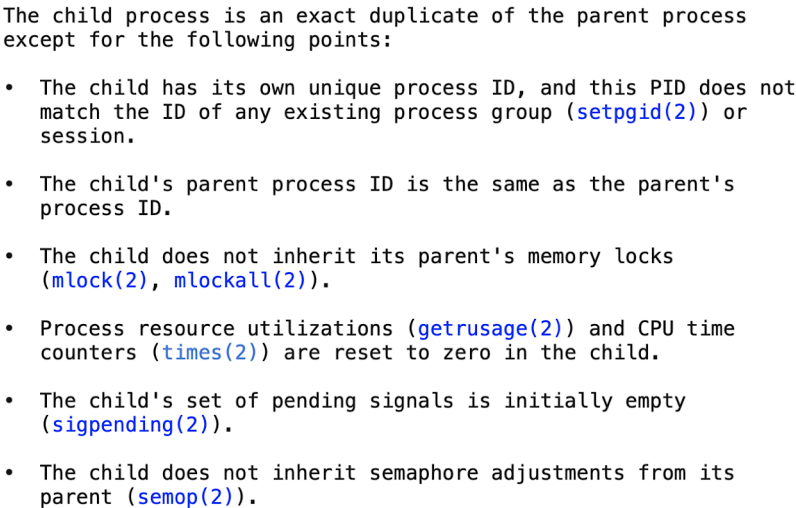 The child process is an exact duplicate of the parent process
except for the following points:
• The child has its own unique process ID, and this PID does not
match the ID of any existing process group (setpgid(2)) or
session.
• The child's parent process ID is the same as the parent's
process ID.
• The child does not inherit its parent's memory locks
(mlock(2), mlockall(2)).
• Process resource utilizations (getrusage(2)) and CPU time
counters (times(2)) are reset to zero in the child.
• The child's set of pending signals is initially empty
(sigpending(2)).
• The child does not inherit semaphore adjustments from its
parent (semop(2)).